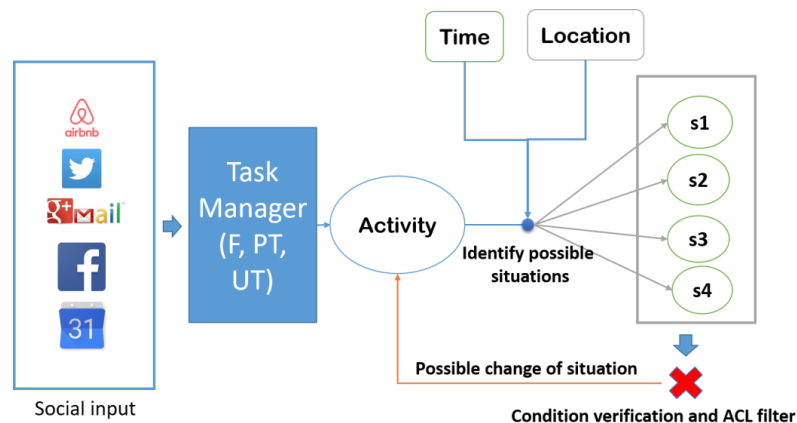 Time
Location
airbnb
g+ mail
31
Social input
Task
Manager
(F, PT,
UT)
Activity
Identify possible
situations
s1
s2
s3
s4
Possible change of situation
Condition verification and ACL filter